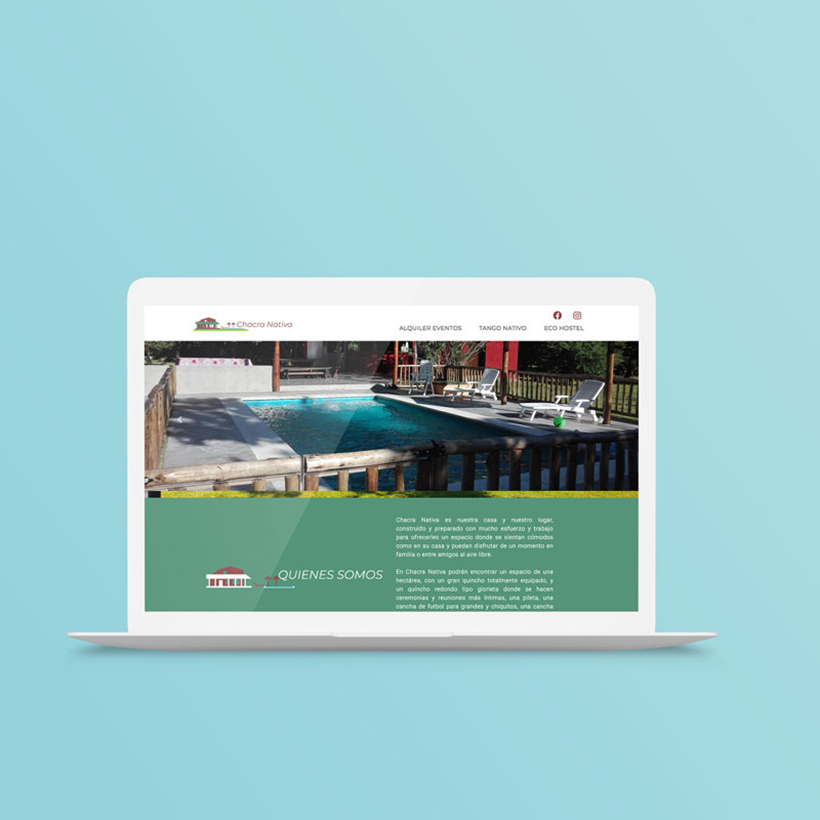 Chacra Nativa
ALQUILER EVENTOS TANGO NATIVO ECO HOSTEL
Chacra Nativa es nuestra casa y nuestro lugar,
construido y preparado con mucho esfuerzo y trabajo
para ofrecerles un espacio donde se sientan cómodos
como en su casa y puedan disfrutar de un momento en
familia o entre amigos al aire libre.
QUIENES SOMOS
En Chacra Nativa podrán encontrar un espacio de una
hectárea, con un gran quincho totalmente equipado, y
un quincho redondo tipo glorieta donde se hacen
ceremonias y reuniones más íntimas, una pileta, una
cancha de futbol para grandes y chiquitos, una cancha